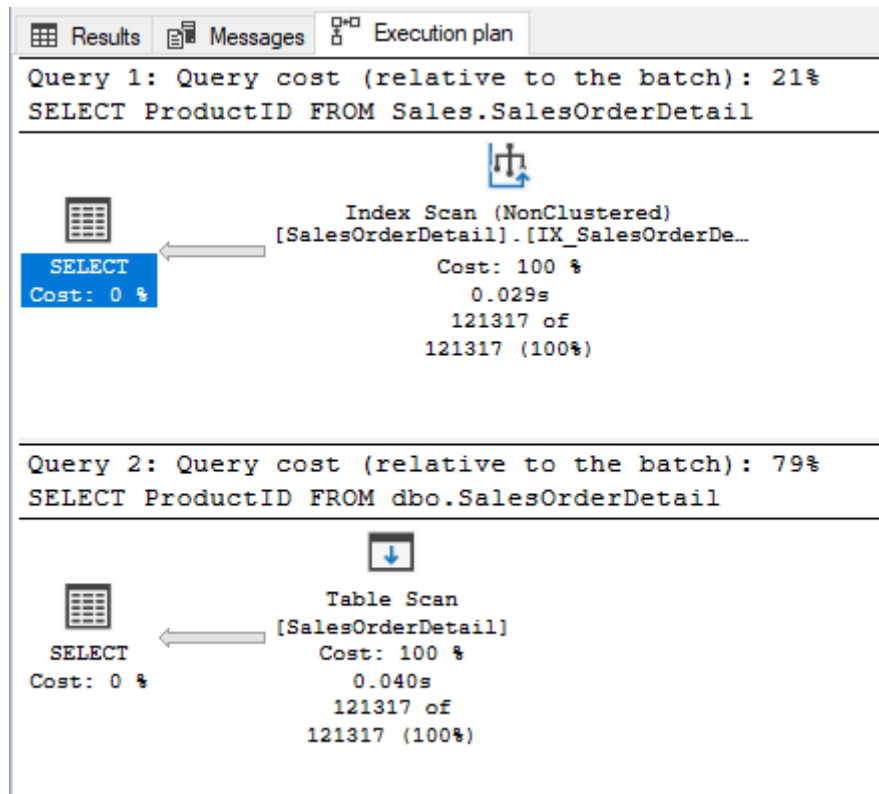 Results Messages Execution plan
Query 1: Query cost (relative to the batch): 21%
SELECT ProductID FROM Sales.SalesOrderDetail
Index Scan (NonClustered)
[SalesOrderDetail].[IX_SalesOrderDe…
SELECT
Cost: 0 %
Cost: 100 %
0.029s
121317 of
121317 (100%)
Query 2: Query cost (relative to the batch): 79%
SELECT ProductID FROM dbo.SalesOrderDetail
Table Scan
[SalesOrderDetail]
SELECT
Cost: 0 %
Cost: 100 %
0.040s
121317 of
121317 (100%)